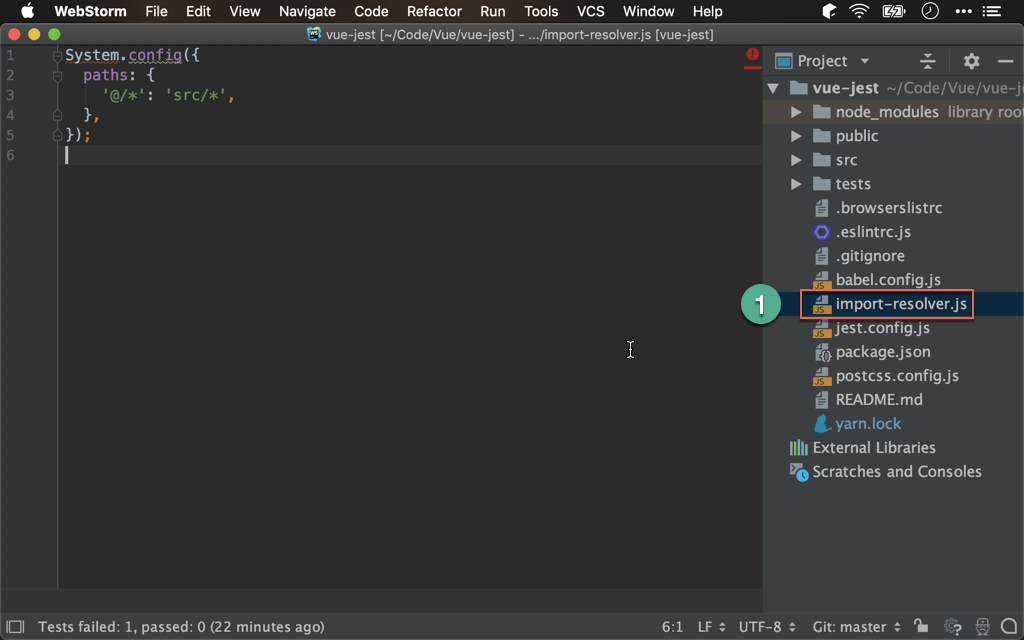 WebStorm File Edit View Navigate Code Refactor Run Tools VCS Window Help
vue-jest [~/Code/Vue/vue-jest] - .../import-resolver.js [vue-jest]
1 System.config({
2 paths: {
3 '@/*': 'src/*',
4 },
5 });
6
Project
vue-jest ~/Code/Vue/vue-je
node_modules library root
public
src
tests
.browserslistrc
.eslintrc.js
.gitignore
babel.config.js
1 import-resolver.js
jest.config.js
package.json
postcss.config.js
README.md
yarn.lock
External Libraries
Scratches and Consoles
Tests failed: 1, passed: 0 (22 minutes ago) 6:1 LF UTF-8 Git: master